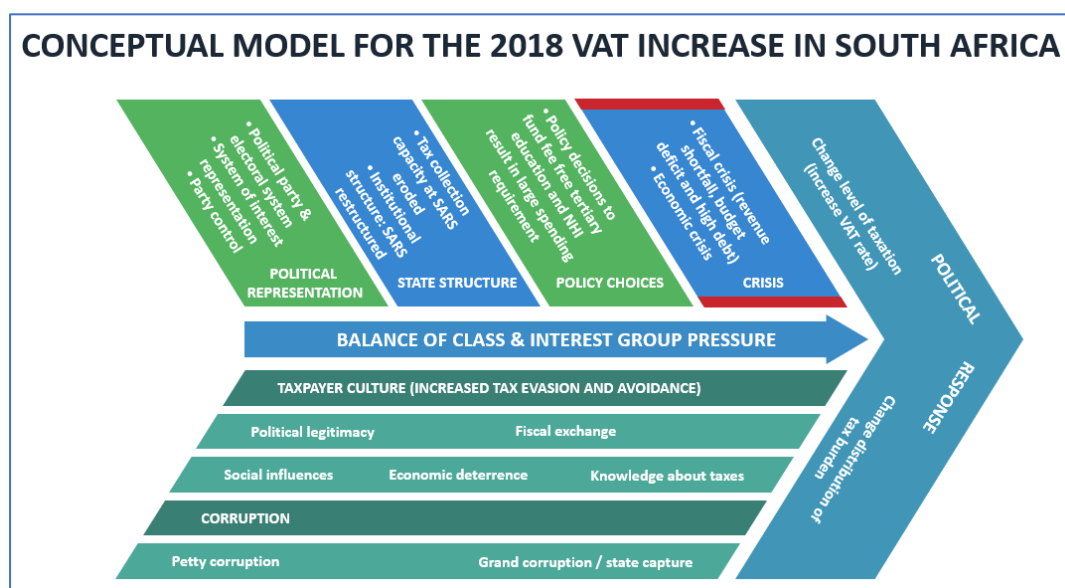 CONCEPTUAL MODEL FOR THE 2018 VAT INCREASE IN SOUTH AFRICA
• Political party &
electoral system
• System of interest
representation
• Party control
POLITICAL
REPRESENTATION
• Tax collection
capacity at SARS
eroded
• Institutional
structure: SARS
restructured
STATE STRUCTURE
• Policy decisions to
fund fee free tertiary
education and NHI
result in large spending
requirement
POLICY CHOICES
• Fiscal crisis (revenue
shortfall, budget
deficit and high debt)
• Economic crisis
CRISIS
Change level of taxation
(increase VAT rate)
POLITICAL
RESPONSE
Change distribution of
tax burden
BALANCE OF CLASS & INTEREST GROUP PRESSURE
TAXPAYER CULTURE (INCREASED TAX EVASION AND AVOIDANCE)
Political legitimacy
Fiscal exchange
Social influences
Economic deterrence
Knowledge about taxes
CORRUPTION
Petty corruption
Grand corruption / state capture